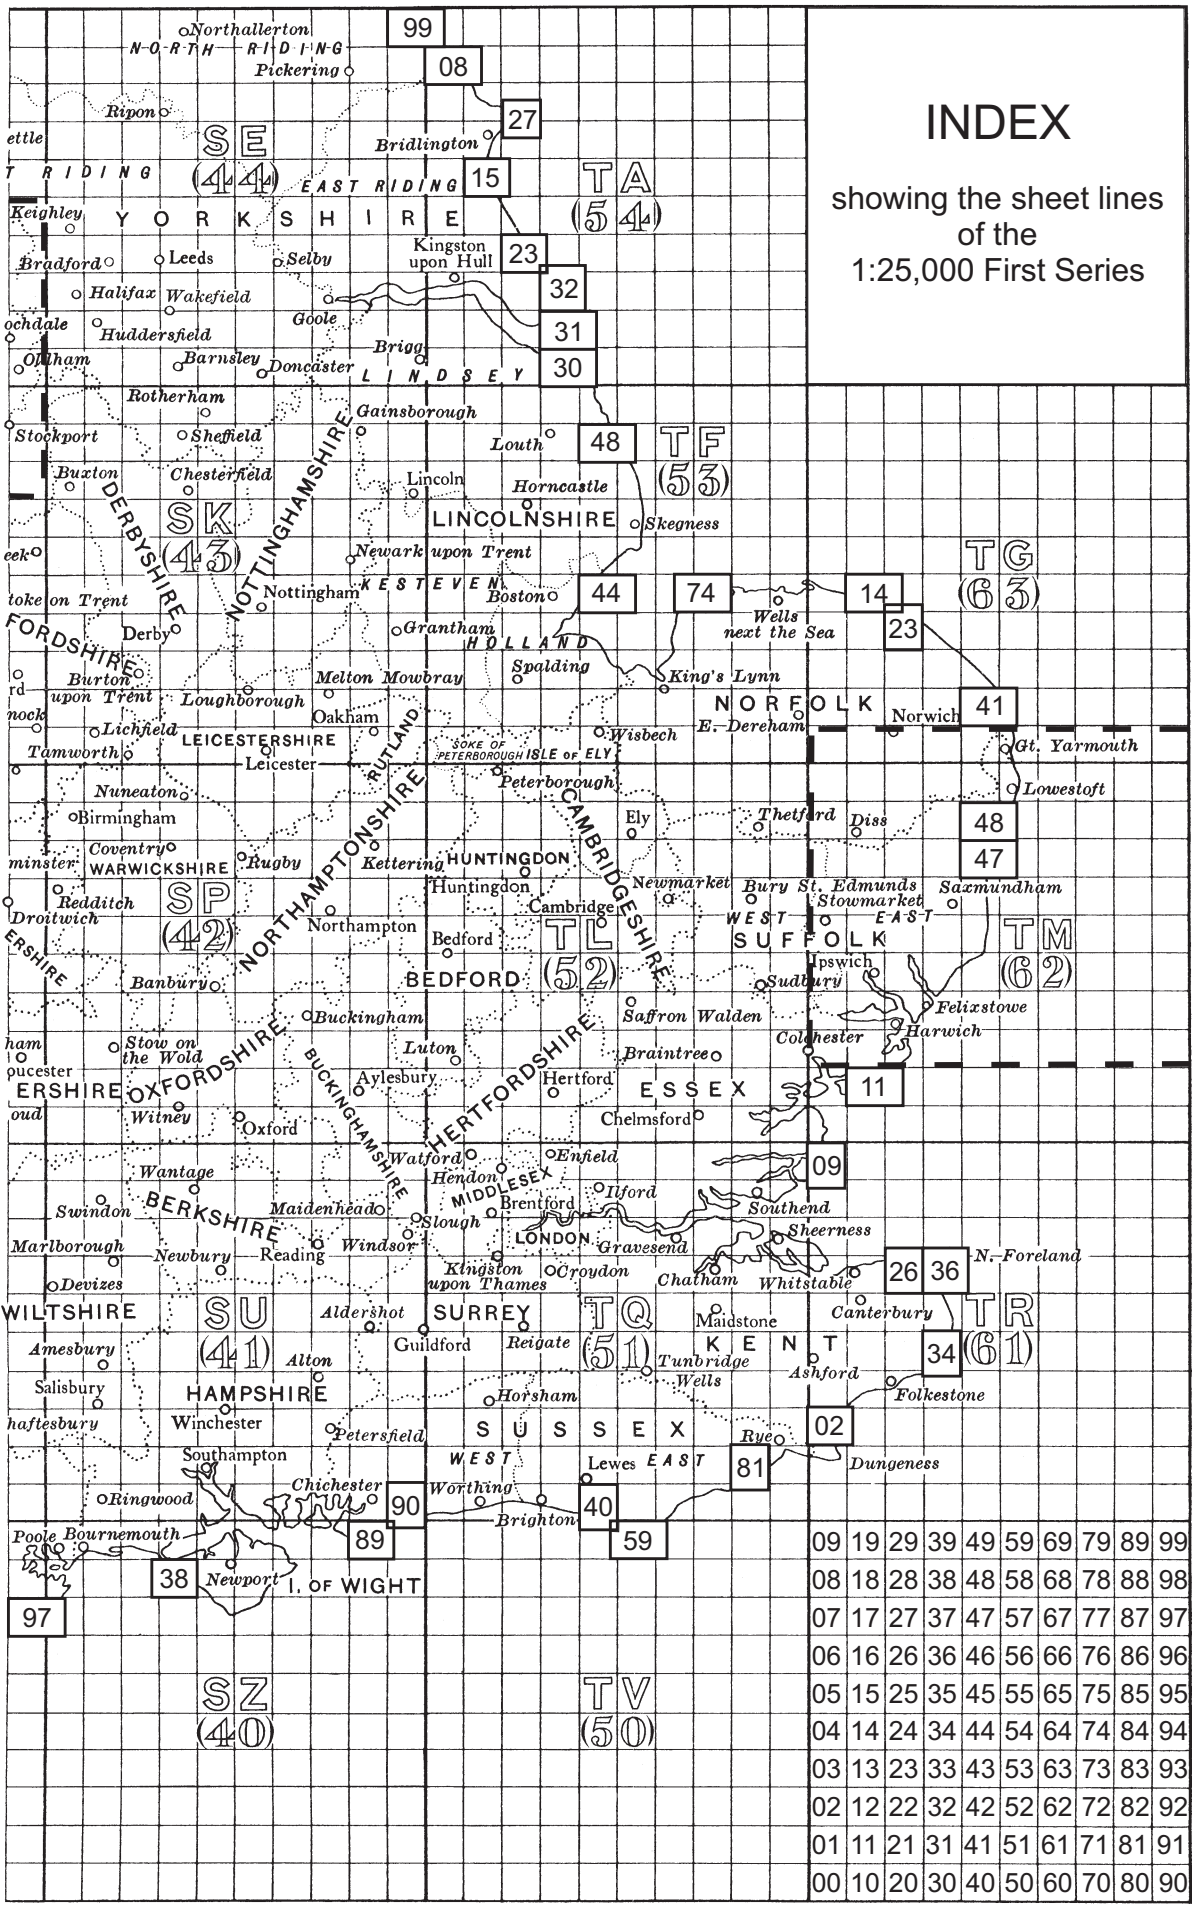 Northallerton
NORTH RIDING
99
Pickering
08
INDEX
showing the sheet lines
of the
1:25,000 First Series
Ripon
27
SE
(44)
Bridlington
ettle
T RIDING
EAST RIDING
15
TA
(54)
Keighley
YORKSHIRE
Bradford
Leeds
Selby
Kingston
upon Hull
23
32
Halifax
Wakefield
Goole
31
ochdale
Huddersfield
Oldham
Barnsley
Doncaster
Brigg
30
LINDSEY
Rotherham
Gainsborough
Stockport
Sheffield
Louth
48
TF
(53)
Buxton
Chesterfield
Lincoln
Horncastle
DERBYSHIRE
SK
(43)
NOTTINGHAMSHIRE
LINCOLNSHIRE
Skegness
eek
Newark upon Trent
TG
(63)
KESTEVEN
toke on Trent
Nottingham
Boston
44
74
14
FORDSHIRE
Derby
Grantham
HOLLAND
Wells
next the Sea
23
rd
Burton
upon Trent
Loughborough
Melton Mowbray
Spalding
King's Lynn
NORFOLK
41
nock
Lichfield
Oakham
RUTLAND
E. Dereham
Norwich
Tamworth
LEICESTERSHIRE
Leicester
SOKE OF
PETERBOROUGH
ISLE OF ELY
Wisbech
Gt. Yarmouth
Peterborough
Nuneaton
NORTHAMPTONSHIRE
CAMBRIDGESHIRE
Lowestoft
Birmingham
Ely
Thetford
Diss
48
Coventry
minster
WARWICKSHIRE
Rugby
Kettering
HUNTINGDON
Huntingdon
47
Redditch
Droitwich
SP
(42)
Newmarket
Bury St. Edmunds
Stowmarket
Saxmundham
Northampton
Cambridge
WEST
EAST
SUFFOLK
ERSHIRE
Bedford
TL
(52)
TM
(62)
BEDFORD
Ipswich
Banbury
Sudbury
Felixstowe
Buckingham
Saffron Walden
Harwich
ham
oucester
Stow on
the Wold
Luton
Braintree
Colchester
ERSHIRE
OXFORDSHIRE
BUCKINGHAMSHIRE
HERTFORDSHIRE
Aylesbury
Hertford
ESSEX
11
oud
Witney
Oxford
Chelmsford
Watford
Enfield
09
Wantage
Hendon
MIDDLESEX
Swindon
BERKSHIRE
Maidenhead
Slough
Brentford
Ilford
Southend
Marlborough
Newbury
Reading
Windsor
LONDON
Gravesend
Sheerness
Devizes
Kingston
upon Thames
Croydon
Chatham
Whitstable
26
36
N. Foreland
WILTSHIRE
SU
(41)
Aldershot
SURREY
TQ
(51)
Maidstone
Canterbury
TR
(61)
Amesbury
Guildford
Reigate
KENT
34
Alton
Tunbridge
Wells
Ashford
Salisbury
HAMPSHIRE
Horsham
Folkestone
haftesbury
Winchester
Petersfield
SUSSEX
Rye
02
Southampton
WEST
Lewes
EAST
81
Dungeness
Ringwood
Chichester
90
Worthing
Brighton
40
Poole
Bournemouth
89
59
38
Newport
I. OF WIGHT
97
SZ
(40)
TV
(50)
09 19 29 39 49 59 69 79 89 99
08 18 28 38 48 58 68 78 88 98
07 17 27 37 47 57 67 77 87 97
06 16 26 36 46 56 66 76 86 96
05 15 25 35 45 55 65 75 85 95
04 14 24 34 44 54 64 74 84 94
03 13 23 33 43 53 63 73 83 93
02 12 22 32 42 52 62 72 82 92
01 11 21 31 41 51 61 71 81 91
00 10 20 30 40 50 60 70 80 90